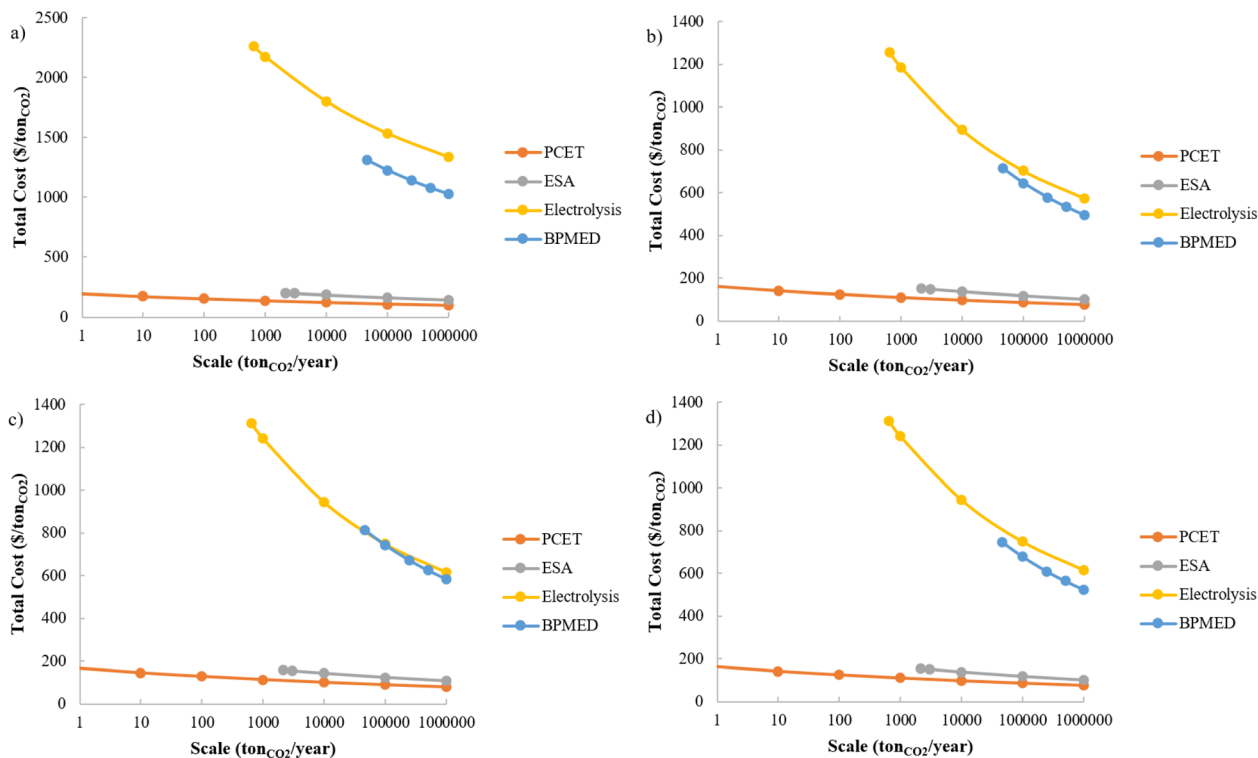 a)
2500
2000
1500
1000
500
0
Total Cost ($/tonCO2)
1 10 100 1000 10000 100000 1000000
Scale (tonCO2/year)
PCET
ESA
Electrolysis
BPMED
b)
1400
1200
1000
800
600
400
200
0
Total Cost ($/tonCO2)
1 10 100 1000 10000 100000 1000000
Scale (tonCO2/year)
PCET
ESA
Electrolysis
BPMED
c)
1400
1200
1000
800
600
400
200
0
Total Cost ($/tonCO2)
1 10 100 1000 10000 100000 1000000
Scale (tonCO2/year)
PCET
ESA
Electrolysis
BPMED
d)
1400
1200
1000
800
600
400
200
0
Total Cost ($/tonCO2)
1 10 100 1000 10000 100000 1000000
Scale (tonCO2/year)
PCET
ESA
Electrolysis
BPMED